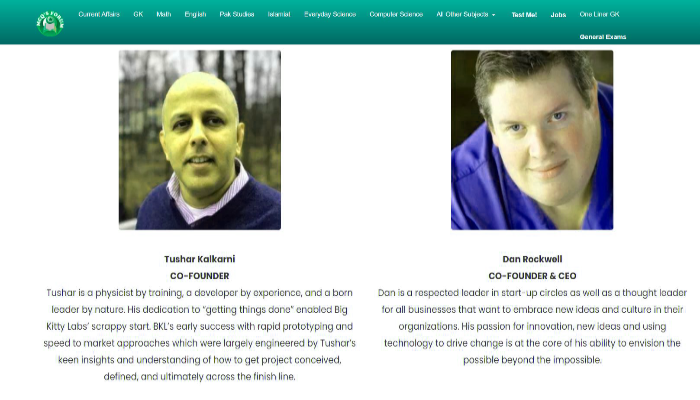 MCQ'S FORUM
Current Affairs GK Math English Pak Studies Islamiat Everyday Science Computer Science All Other Subjects Test Me! Jobs One Liner GK
General Exams
Tushar Kalkarni
CO-FOUNDER
Tushar is a physicist by training, a developer by experience, and a born
leader by nature. His dedication to “getting things done” enabled Big
Kitty Labs’ scrappy start. BKL’s early success with rapid prototyping and
speed to market approaches which were largely engineered by Tushar’s
keen insights and understanding of how to get project conceived,
defined, and ultimately across the finish line.
Dan Rockwell
CO-FOUNDER & CEO
Dan is a respected leader in start-up circles as well as a thought leader
for all businesses that want to embrace new ideas and culture in their
organizations. His passion for innovation, new ideas and using
technology to drive change is at the core of his ability to envision the
possible beyond the impossible.